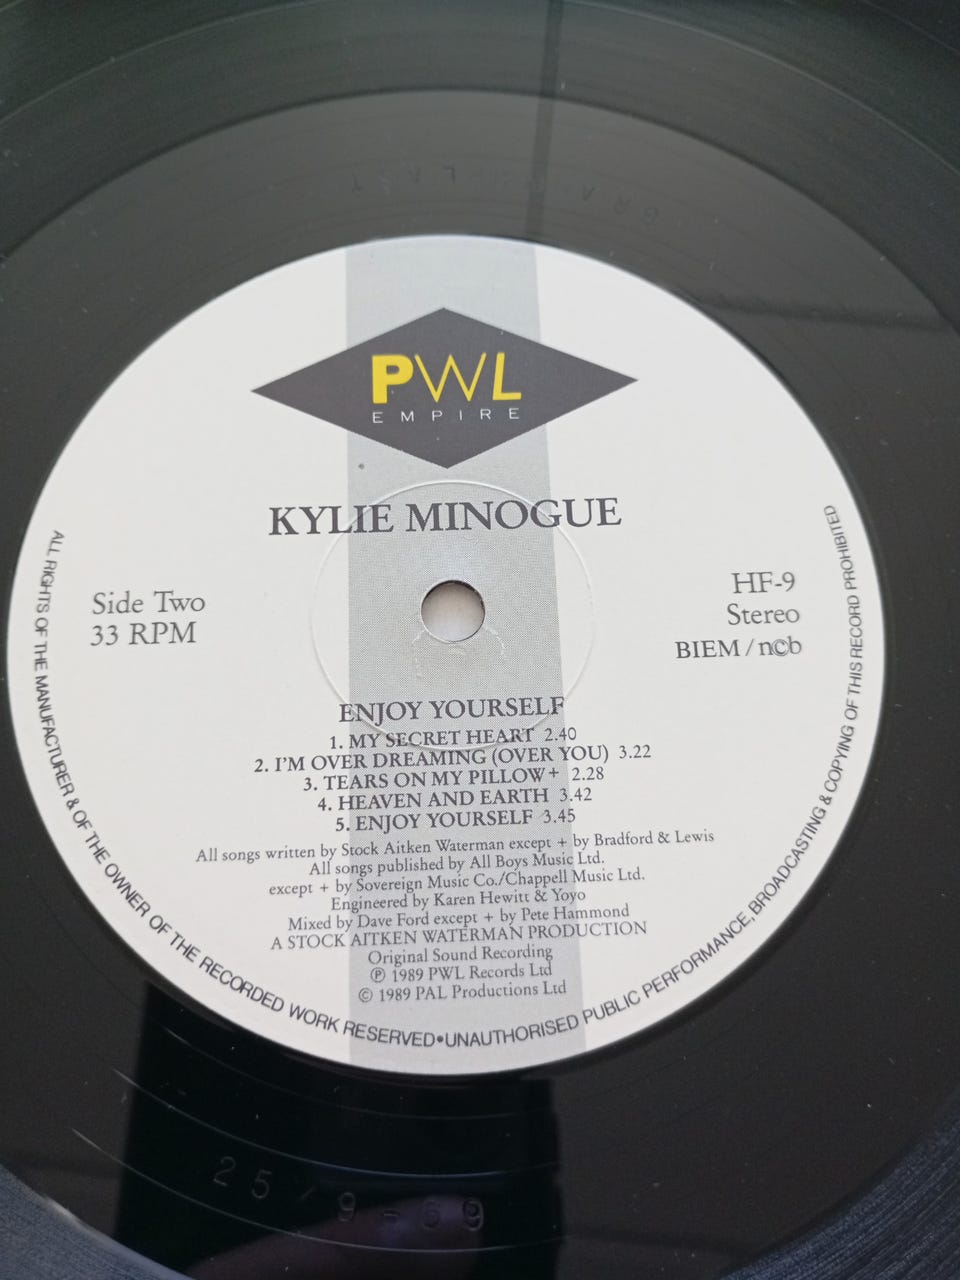 PWL
EMPIRE
KYLIE MINOGUE
Side Two
33 RPM
HF-9
Stereo
BIEM/ncb
ENJOY YOURSELF
1. MY SECRET HEART 2.40
2. I'M OVER DREAMING (OVER YOU) 3.22
3. TEARS ON MY PILLOW+ 2.28
4. HEAVEN AND EARTH 3.42
5. ENJOY YOURSELF 3.45
All songs written by Stock Aitken Waterman except + by Bradford & Lewis
All songs published by All Boys Music Ltd.
except + by Sovereign Music Co./Chappell Music Ltd.
Engineered by Karen Hewitt & Yoyo
Mixed by Dave Ford except + by Pete Hammond
A STOCK AITKEN WATERMAN PRODUCTION
Original Sound Recording
℗ 1989 PWL Records Ltd
© 1989 PAL Productions Ltd
ALL RIGHTS OF THE MANUFACTURER & OF THE OWNER OF THE RECORDED WORK RESERVED•UNAUTHORISED PUBLIC PERFORMANCE, BROADCASTING & COPYING OF THIS RECORD PROHIBITED